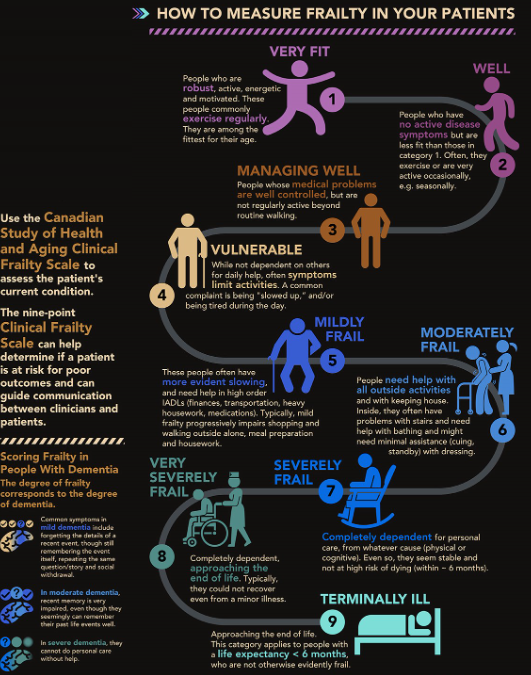 HOW TO MEASURE FRAILTY IN YOUR PATIENTS
VERY FIT
People who are
robust, active, energetic
and motivated. These
people commonly
exercise regularly.
They are among the
fittest for their age.
1
WELL
People who have
no active disease
symptoms but are
less fit than those in
category 1. Often, they
exercise or are very
active occasionally,
e.g. seasonally.
2
MANAGING WELL
People whose medical problems
are well controlled, but are
not regularly active beyond
routine walking.
3
Use the Canadian
Study of Health
and Aging Clinical
Frailty Scale to
assess the patient's
current condition.
The nine-point
Clinical Frailty
Scale can help
determine if a patient
is at risk for poor
outcomes and can
guide communication
between clinicians and
patients.
VULNERABLE
While not dependent on others
for daily help, often symptoms
limit activities. A common
complaint is being "slowed up," and/or
being tired during the day.
4
MILDLY
FRAIL
5
These people often have
more evident slowing,
and need help in high order
IADLs (finances, transportation, heavy
housework, medications). Typically, mild
frailty progressively impairs shopping and
walking outside alone, meal preparation
and housework.
MODERATELY
FRAIL
People need help with
all outside activities
and with keeping house.
Inside, they often have
problems with stairs and need
help with bathing and might
need minimal assistance (cuing,
standby) with dressing.
6
Scoring Frailty in
People With Dementia
The degree of frailty
corresponds to the degree
of dementia.
Common symptoms in
mild dementia include
forgetting the details of a
recent event, though still
remembering the event
itself, repeating the same
question/story and social
withdrawal.
In moderate dementia,
recent memory is very
impaired, even though they
seemingly can remember
their past life events well.
In severe dementia, they
cannot do personal care
without help.
SEVERELY
FRAIL
7
Completely dependent for personal
care, from whatever cause (physical or
cognitive). Even so, they seem stable and
not at high risk of dying (within ~ 6 months).
VERY
SEVERELY
FRAIL
8
Completely dependent,
approaching the
end of life. Typically,
they could not recover
even from a minor illness.
TERMINALLY ILL
9
Approaching the end of life.
This category applies to people with
a life expectancy < 6 months,
who are not otherwise evidently frail.